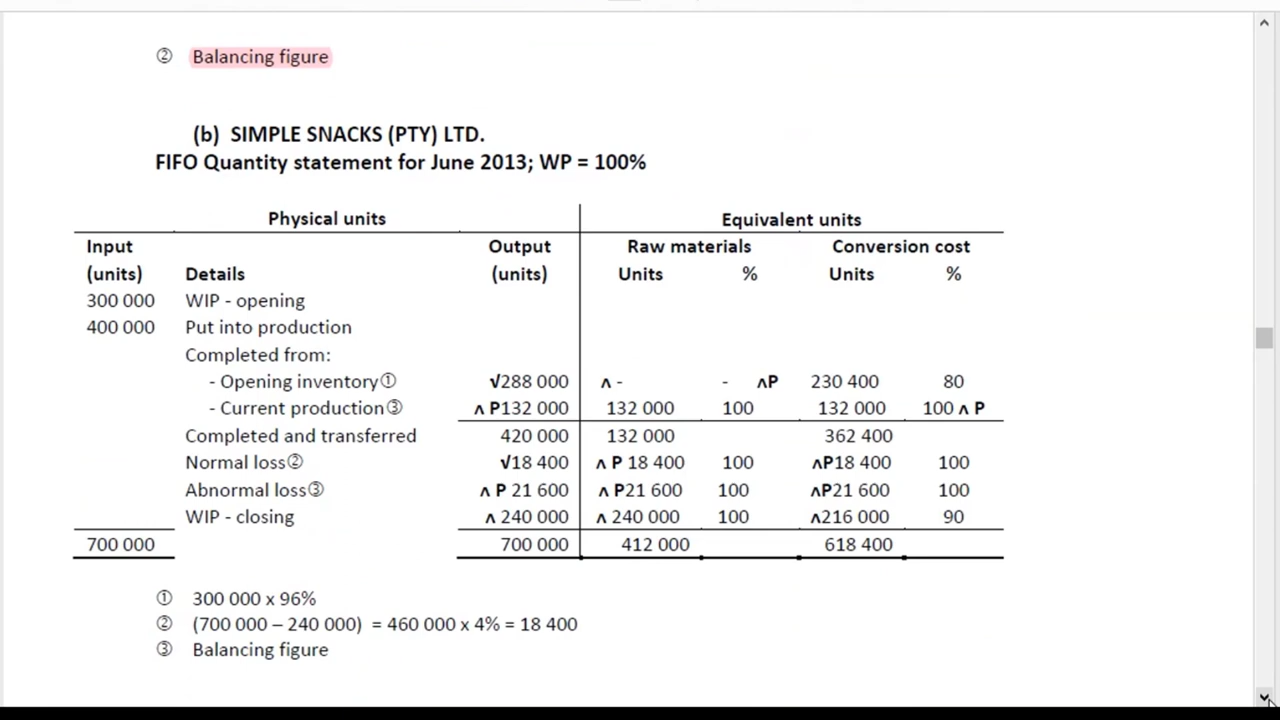 ② Balancing figure
(b) SIMPLE SNACKS (PTY) LTD.
FIFO Quantity statement for June 2013; WP = 100%
Physical units Equivalent units
Input Output Raw materials Conversion cost
(units) Details (units) Units % Units %
300 000 WIP - opening
400 000 Put into production
Completed from:
- Opening inventory① √288 000 ʌ - - ʌP 230 400 80
- Current production③ ʌ P132 000 132 000 100 132 000 100 ʌ P
Completed and transferred 420 000 132 000 362 400
Normal loss② √18 400 ʌ P 18 400 100 ʌP18 400 100
Abnormal loss③ ʌ P 21 600 ʌ P21 600 100 ʌP21 600 100
WIP - closing ʌ 240 000 ʌ 240 000 100 ʌ216 000 90
700 000 700 000 412 000 618 400
① 300 000 x 96%
② (700 000 – 240 000) = 460 000 x 4% = 18 400
③ Balancing figure